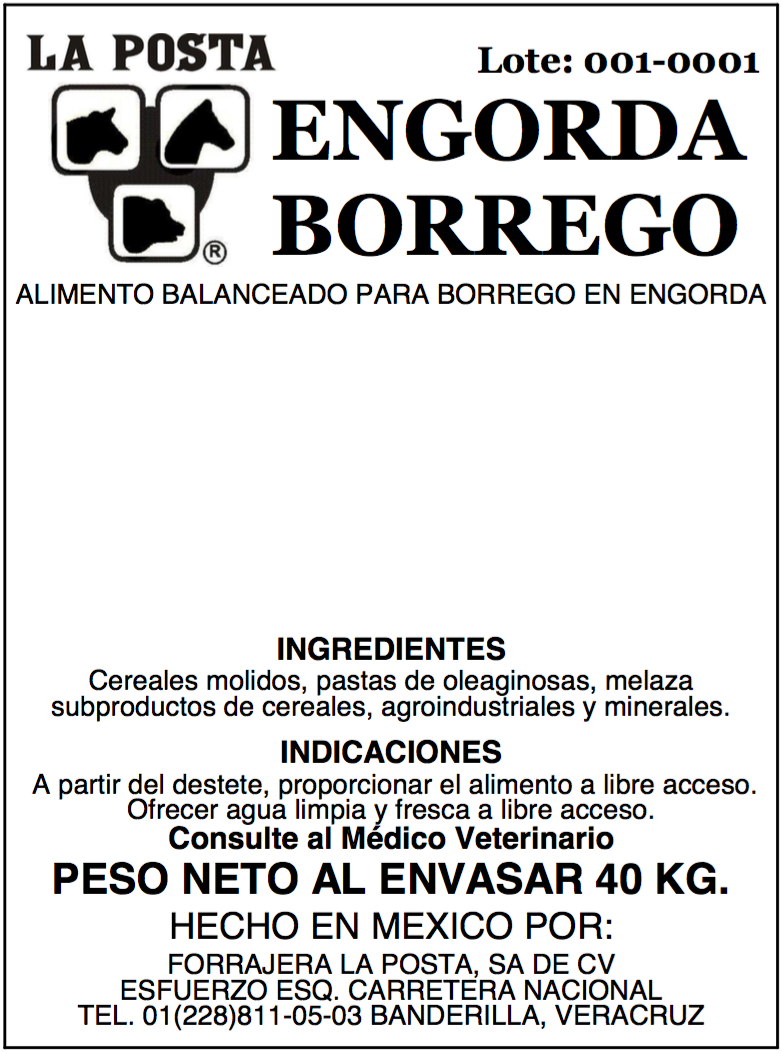 LA POSTA
Lote: 001-0001
ENGORDA
BORREGO
®
ALIMENTO BALANCEADO PARA BORREGO EN ENGORDA
INGREDIENTES
Cereales molidos, pastas de oleaginosas, melaza
subproductos de cereales, agroindustriales y minerales.
INDICACIONES
A partir del destete, proporcionar el alimento a libre acceso.
Ofrecer agua limpia y fresca a libre acceso.
Consulte al Médico Veterinario
PESO NETO AL ENVASAR 40 KG.
HECHO EN MEXICO POR:
FORRAJERA LA POSTA, SA DE CV
ESFUERZO ESQ. CARRETERA NACIONAL
TEL. 01(228)811-05-03 BANDERILLA, VERACRUZ